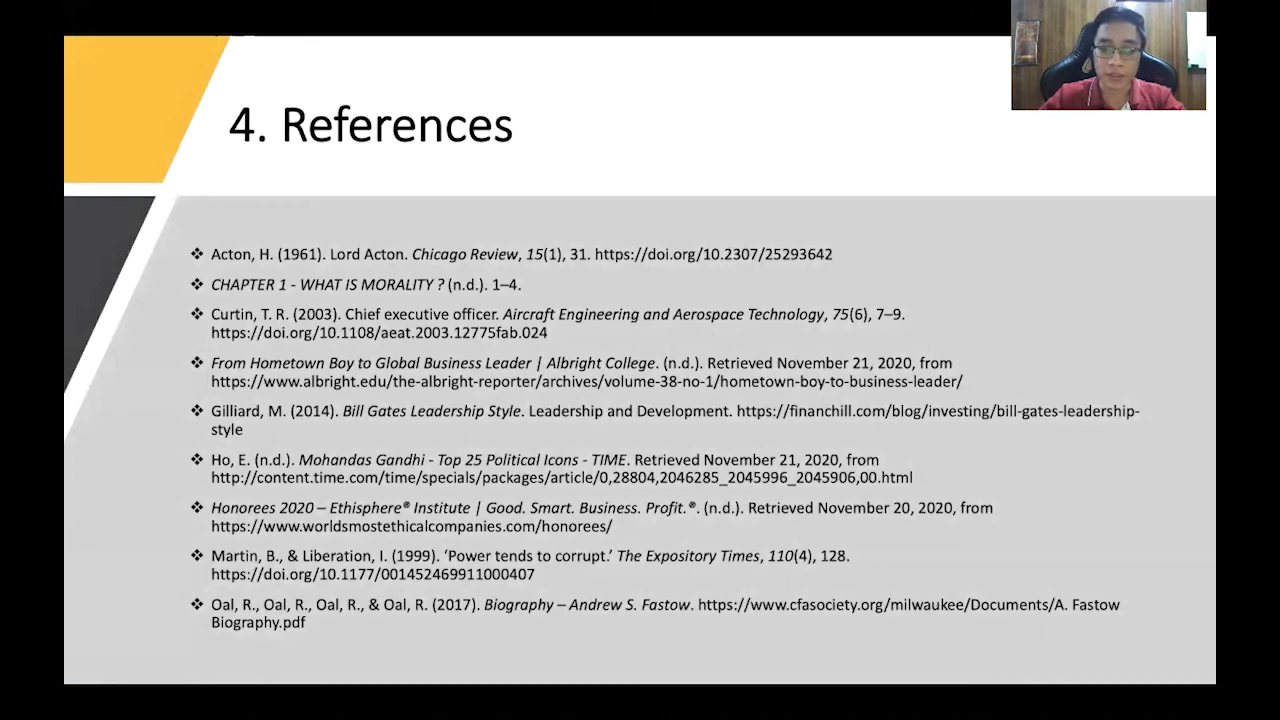 4. References
❖ Acton, H. (1961). Lord Acton. Chicago Review, 15(1), 31. https://doi.org/10.2307/25293642
❖ CHAPTER 1 - WHAT IS MORALITY ? (n.d.). 1–4.
❖ Curtin, T. R. (2003). Chief executive officer. Aircraft Engineering and Aerospace Technology, 75(6), 7–9.
https://doi.org/10.1108/aeat.2003.12775fab.024
❖ From Hometown Boy to Global Business Leader | Albright College. (n.d.). Retrieved November 21, 2020, from
https://www.albright.edu/the-albright-reporter/archives/volume-38-no-1/hometown-boy-to-business-leader/
❖ Gilliard, M. (2014). Bill Gates Leadership Style. Leadership and Development. https://financhill.com/blog/investing/bill-gates-leadership-
style
❖ Ho, E. (n.d.). Mohandas Gandhi - Top 25 Political Icons - TIME. Retrieved November 21, 2020, from
http://content.time.com/time/specials/packages/article/0,28804,2046285_2045996_2045906,00.html
❖ Honorees 2020 – Ethisphere® Institute | Good. Smart. Business. Profit.®. (n.d.). Retrieved November 20, 2020, from
https://www.worldsmostethicalcompanies.com/honorees/
❖ Martin, B., & Liberation, I. (1999). ‘Power tends to corrupt.’ The Expository Times, 110(4), 128.
https://doi.org/10.1177/001452469911000407
❖ Oal, R., Oal, R., Oal, R., & Oal, R. (2017). Biography – Andrew S. Fastow. https://www.cfasociety.org/milwaukee/Documents/A. Fastow
Biography.pdf